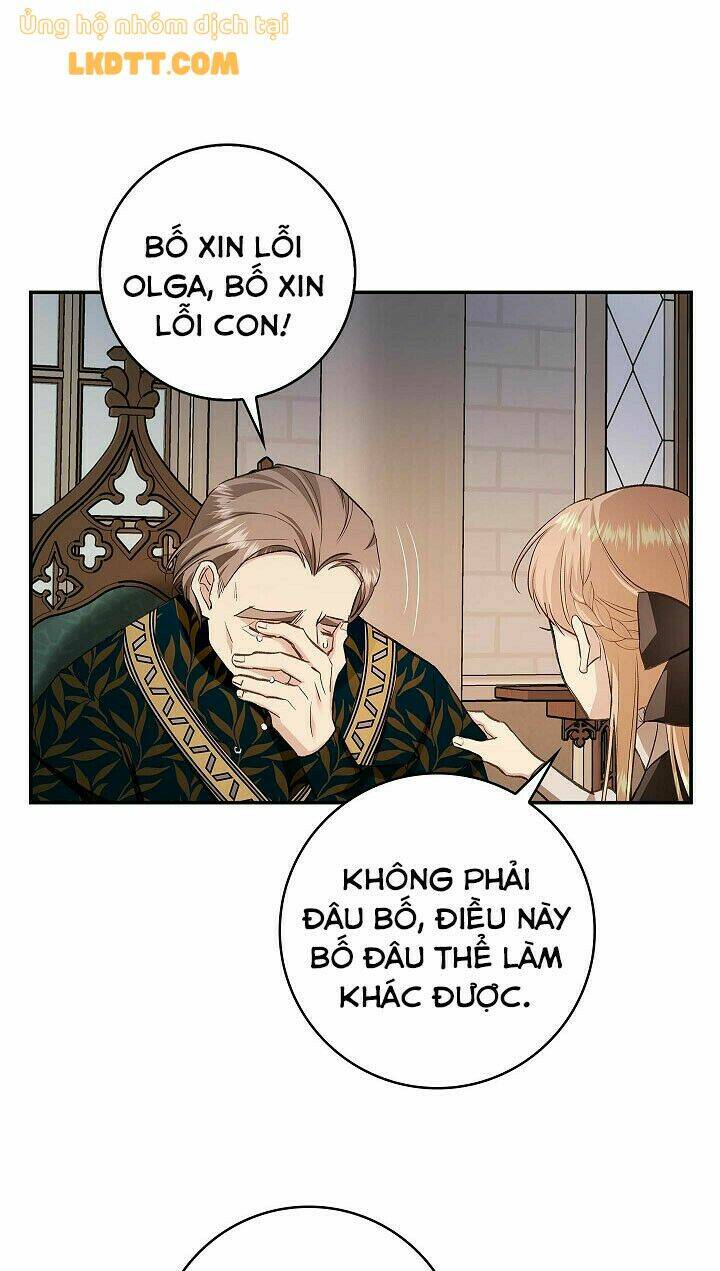 Ủng hộ nhóm dịch tại
LKDTT.COM
BỐ XIN LỖI
OLGA, BỐ XIN
LỖI CON!
KHÔNG PHẢI
ĐÂU BỐ, ĐIỀU NÀY
BỐ ĐÂU THỂ LÀM
KHÁC ĐƯỢC.